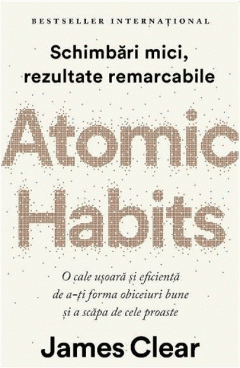 BESTSELLER INTERNAȚIONAL
Schimbări mici,
rezultate remarcabile
Atomic
Habits
O cale ușoară și eficientă
de a-ți forma obiceiuri bune
și a scăpa de cele proaste
James Clear